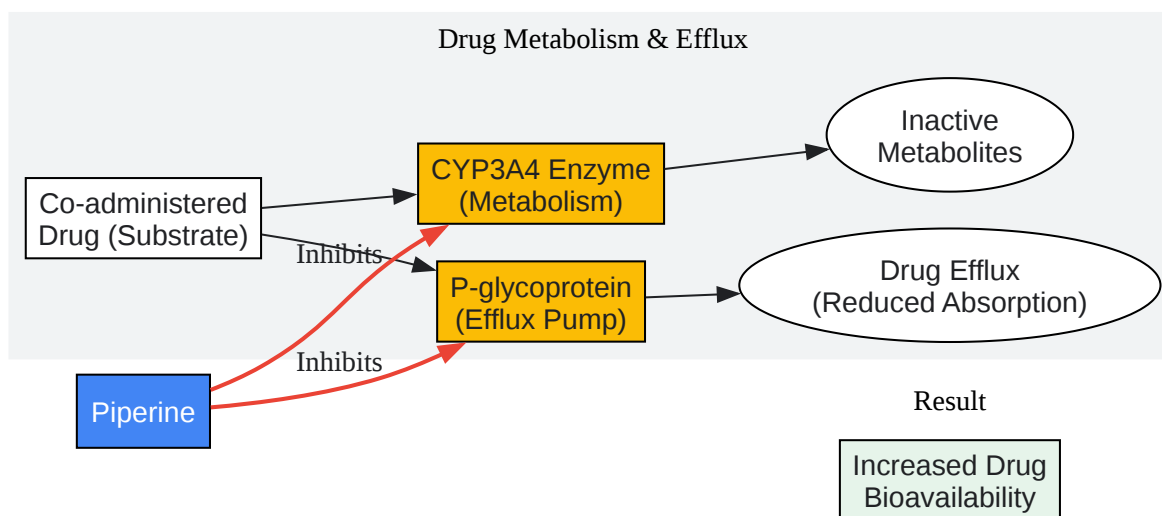 Drug Metabolism & Efflux
Inactive
Metabolites
CYP3A4 Enzyme
(Metabolism)
Co-administered
Drug (Substrate)
Inhibits
P-glycoprotein
(Efflux Pump)
Drug Efflux
(Reduced Absorption)
Inhibits
Piperine
Result
Increased Drug
Bioavailability